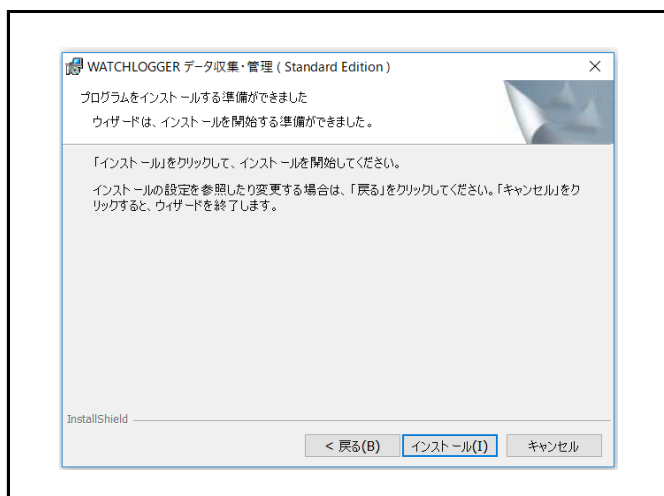 WATCHLOGGER データ収集・管理 ( Standard Edition )
プログラムをインストールする準備ができました
ウィザードは、インストールを開始する準備ができました。
「インストール」をクリックして、インストールを開始してください。
インストールの設定を参照したり変更する場合は、「戻る」をクリックしてください。「キャンセル」をク
リックすると、ウィザードを終了します。
InstallShield
< 戻る(B) インストール(I) キャンセル